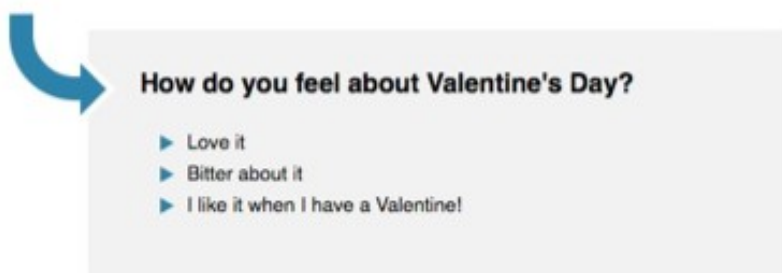 How do you feel about Valentine's Day?
Love it
Bitter about it
I like it when I have a Valentine!